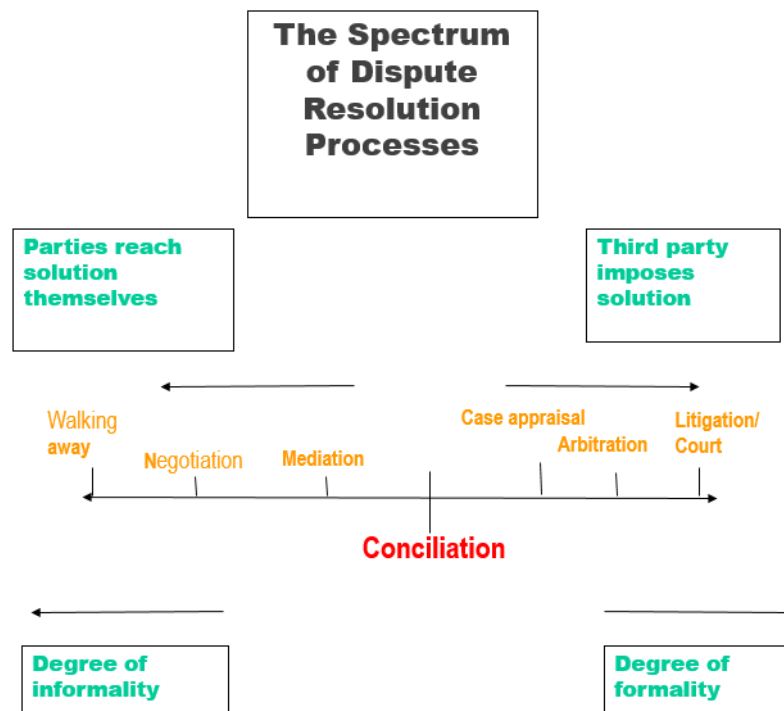 The Spectrum
of Dispute
Resolution
Processes
Parties reach
solution
themselves
Third party
imposes
solution
Walking
away
Negotiation
Mediation
Case appraisal
Arbitration
Litigation/
Court
Conciliation
Degree of
informality
Degree of
formality